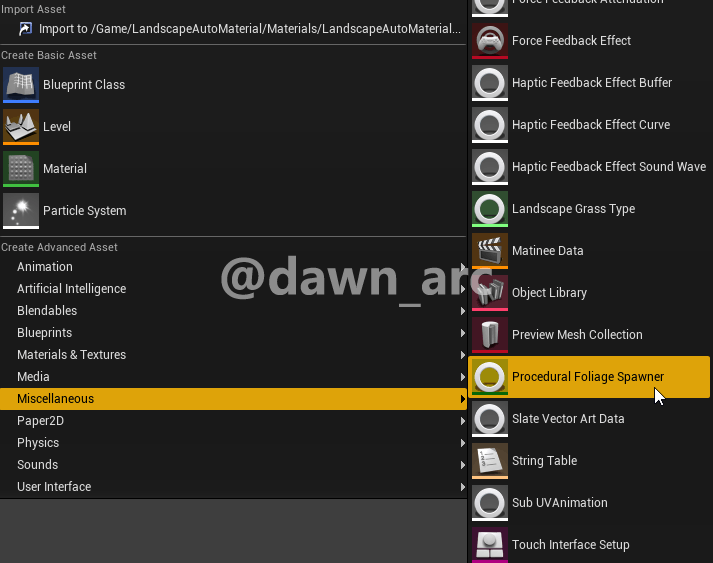 Import Asset
Import to /Game/LandscapeAutoMaterial/Materials/LandscapeAutoMaterial...
Create Basic Asset
Blueprint Class
Level
Material
Particle System
Create Advanced Asset
Animation
Artificial Intelligence
Blendables
Blueprints
Materials & Textures
Media
Miscellaneous
Paper2D
Physics
Sounds
User Interface
Force Feedback Attenuation
Force Feedback Effect
Haptic Feedback Effect Buffer
Haptic Feedback Effect Curve
Haptic Feedback Effect Sound Wave
Landscape Grass Type
Matinee Data
Object Library
Preview Mesh Collection
Procedural Foliage Spawner
Slate Vector Art Data
String Table
Sub UVAnimation
Touch Interface Setup
@dawn_arc